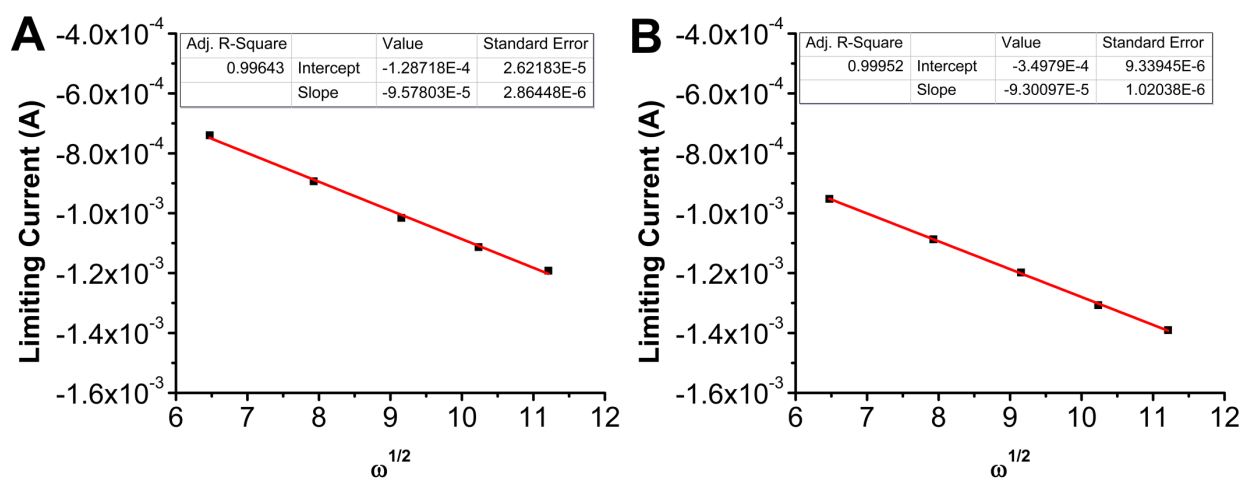 A
Limiting Current (A)
-4.0x10⁻⁴
-6.0x10⁻⁴
-8.0x10⁻⁴
-1.0x10⁻³
-1.2x10⁻³
-1.4x10⁻³
-1.6x10⁻³
Adj. R-Square Value Standard Error
0.99643 Intercept -1.28718E-4 2.62183E-5
Slope -9.57803E-5 2.86448E-6
6 7 8 9 10 11 12
ω^1/2
B
Limiting Current (A)
-4.0x10⁻⁴
-6.0x10⁻⁴
-8.0x10⁻⁴
-1.0x10⁻³
-1.2x10⁻³
-1.4x10⁻³
-1.6x10⁻³
Adj. R-Square Value Standard Error
0.99952 Intercept -3.4979E-4 9.33945E-6
Slope -9.30097E-5 1.02038E-6
6 7 8 9 10 11 12
ω^1/2